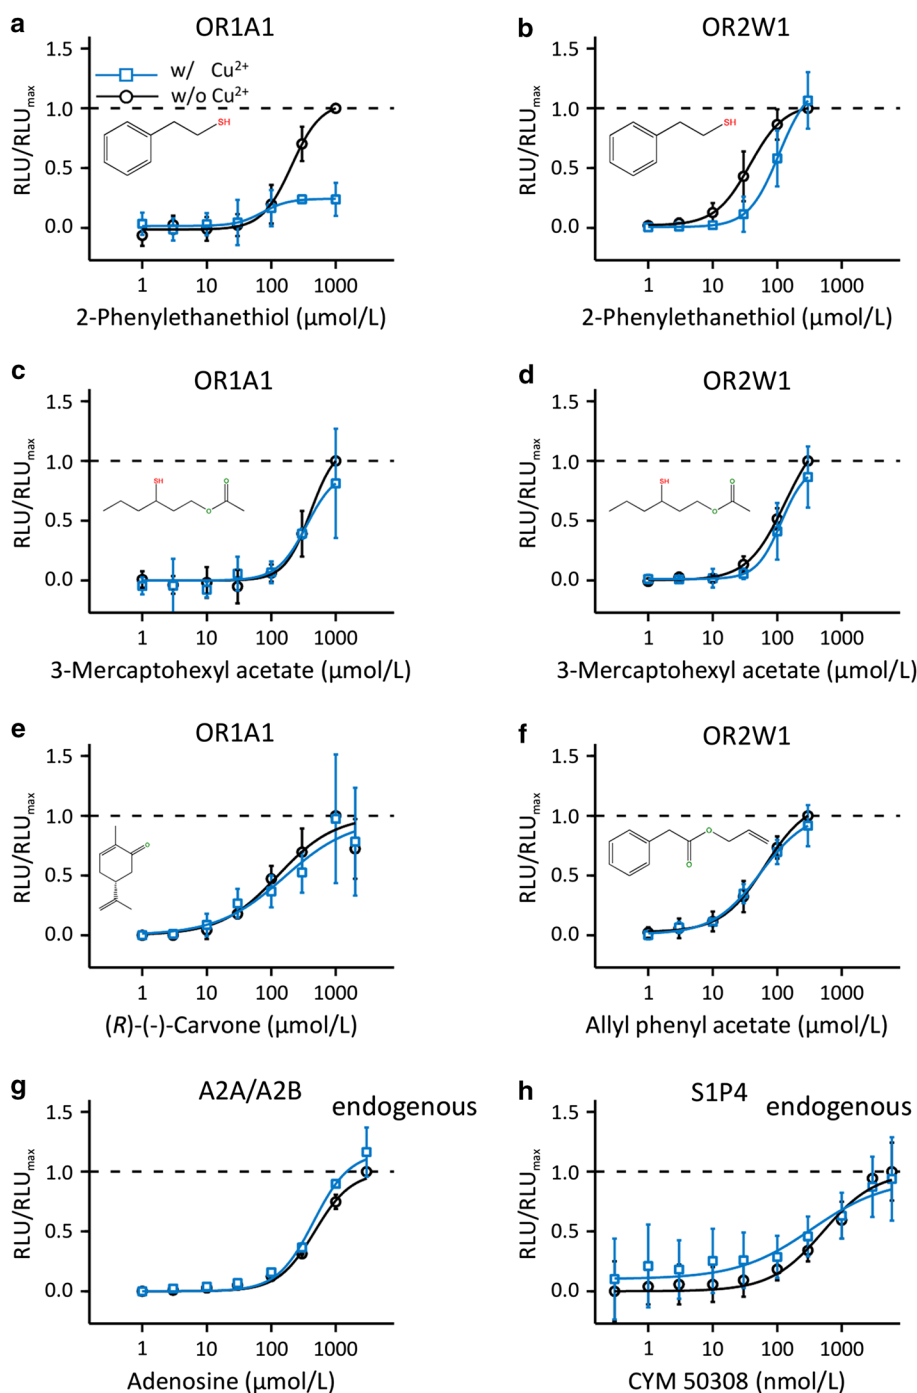 a
OR1A1
RLU/RLUmax
1.5
1.0
0.5
0.0
w/ Cu2+
w/o Cu2+
SH
1 10 100 1000
2-Phenylethanethiol (μmol/L)
b
OR2W1
RLU/RLUmax
1.5
1.0
0.5
0.0
SH
1 10 100 1000
2-Phenylethanethiol (μmol/L)
c
OR1A1
RLU/RLUmax
1.5
1.0
0.5
0.0
SH
O
O
1 10 100 1000
3-Mercaptohexyl acetate (μmol/L)
d
OR2W1
RLU/RLUmax
1.5
1.0
0.5
0.0
SH
O
O
1 10 100 1000
3-Mercaptohexyl acetate (μmol/L)
e
OR1A1
RLU/RLUmax
1.5
1.0
0.5
0.0
O
1 10 100 1000
(R)-(-)-Carvone (μmol/L)
f
OR2W1
RLU/RLUmax
1.5
1.0
0.5
0.0
O
O
1 10 100 1000
Allyl phenyl acetate (μmol/L)
g
A2A/A2B
endogenous
RLU/RLUmax
1.5
1.0
0.5
0.0
1 10 100 1000
Adenosine (μmol/L)
h
S1P4
endogenous
RLU/RLUmax
1.5
1.0
0.5
0.0
1 10 100 1000
CYM 50308 (nmol/L)